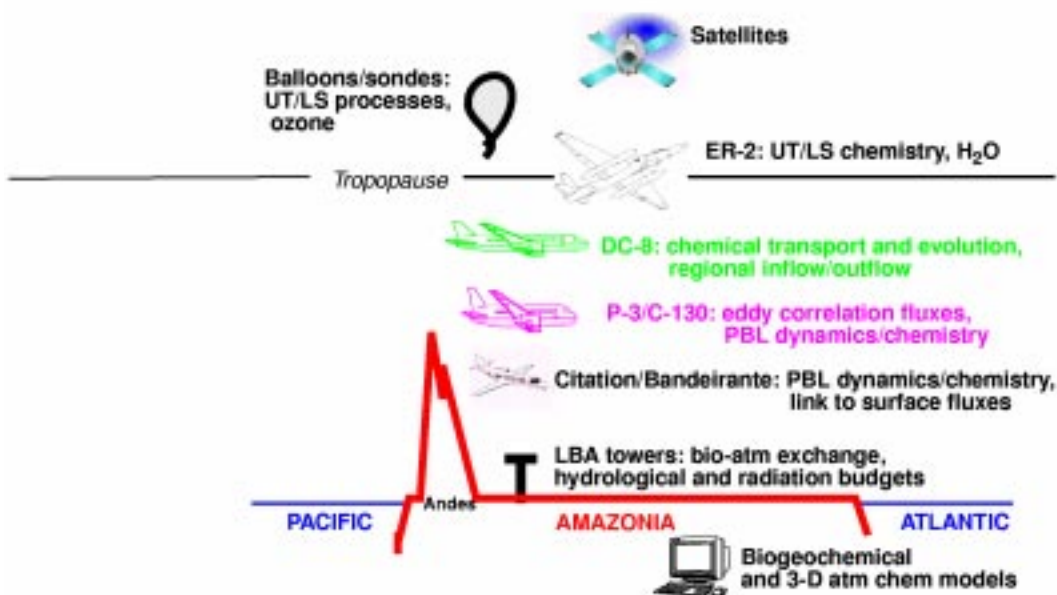 Satellites
Balloons/sondes:
UT/LS processes,
ozone
ER-2: UT/LS chemistry, H₂O
Tropopause
DC-8: chemical transport and evolution,
regional inflow/outflow
P-3/C-130: eddy correlation fluxes,
PBL dynamics/chemistry
Citation/Bandeirante: PBL dynamics/chemistry,
link to surface fluxes
LBA towers: bio-atm exchange,
hydrological and radiation budgets
Andes
PACIFIC
AMAZONIA
ATLANTIC
Biogeochemical
and 3-D atm chem models